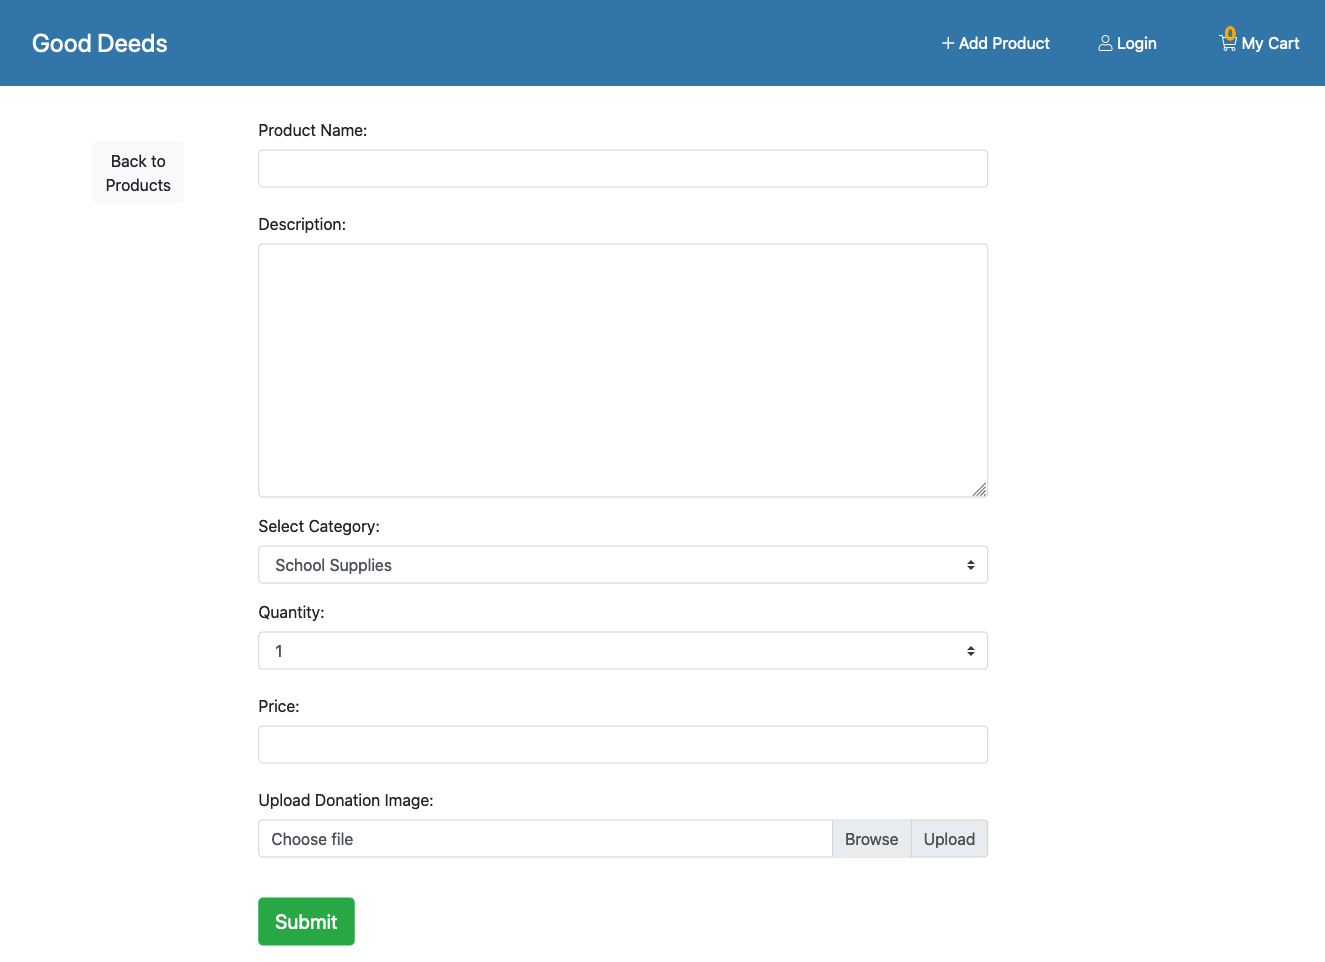 Good Deeds
Add Product
Login
0
My Cart
Back to
Products
Product Name:
Description:
Select Category:
School Supplies
Quantity:
1
Price:
Upload Donation Image:
Choose file
Browse
Upload
Submit